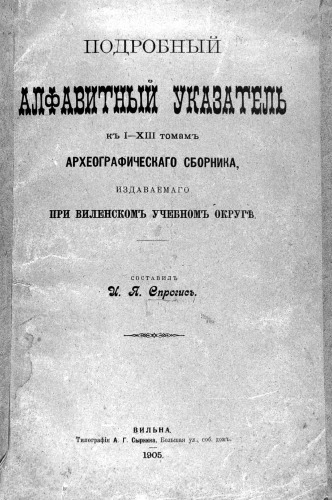 ПОДРОБНЫЙ
АЛФАВИТНЫЙ УКАЗАТЕЛЬ
къ I—XIII томамъ
АРХЕОГРАФИЧЕСКАГО СБОРНИКА,
ИЗДАВАЕМАГО
ПРИ ВИЛЕНСКОМЪ УЧЕБНОМЪ ОКРУГѢ.
СОСТАВИЛЪ
И. Я. Спрогисъ.
ВИЛЬНА.
Типографія А. Г. Сыркина, Большая ул., соб. домъ.
1905.